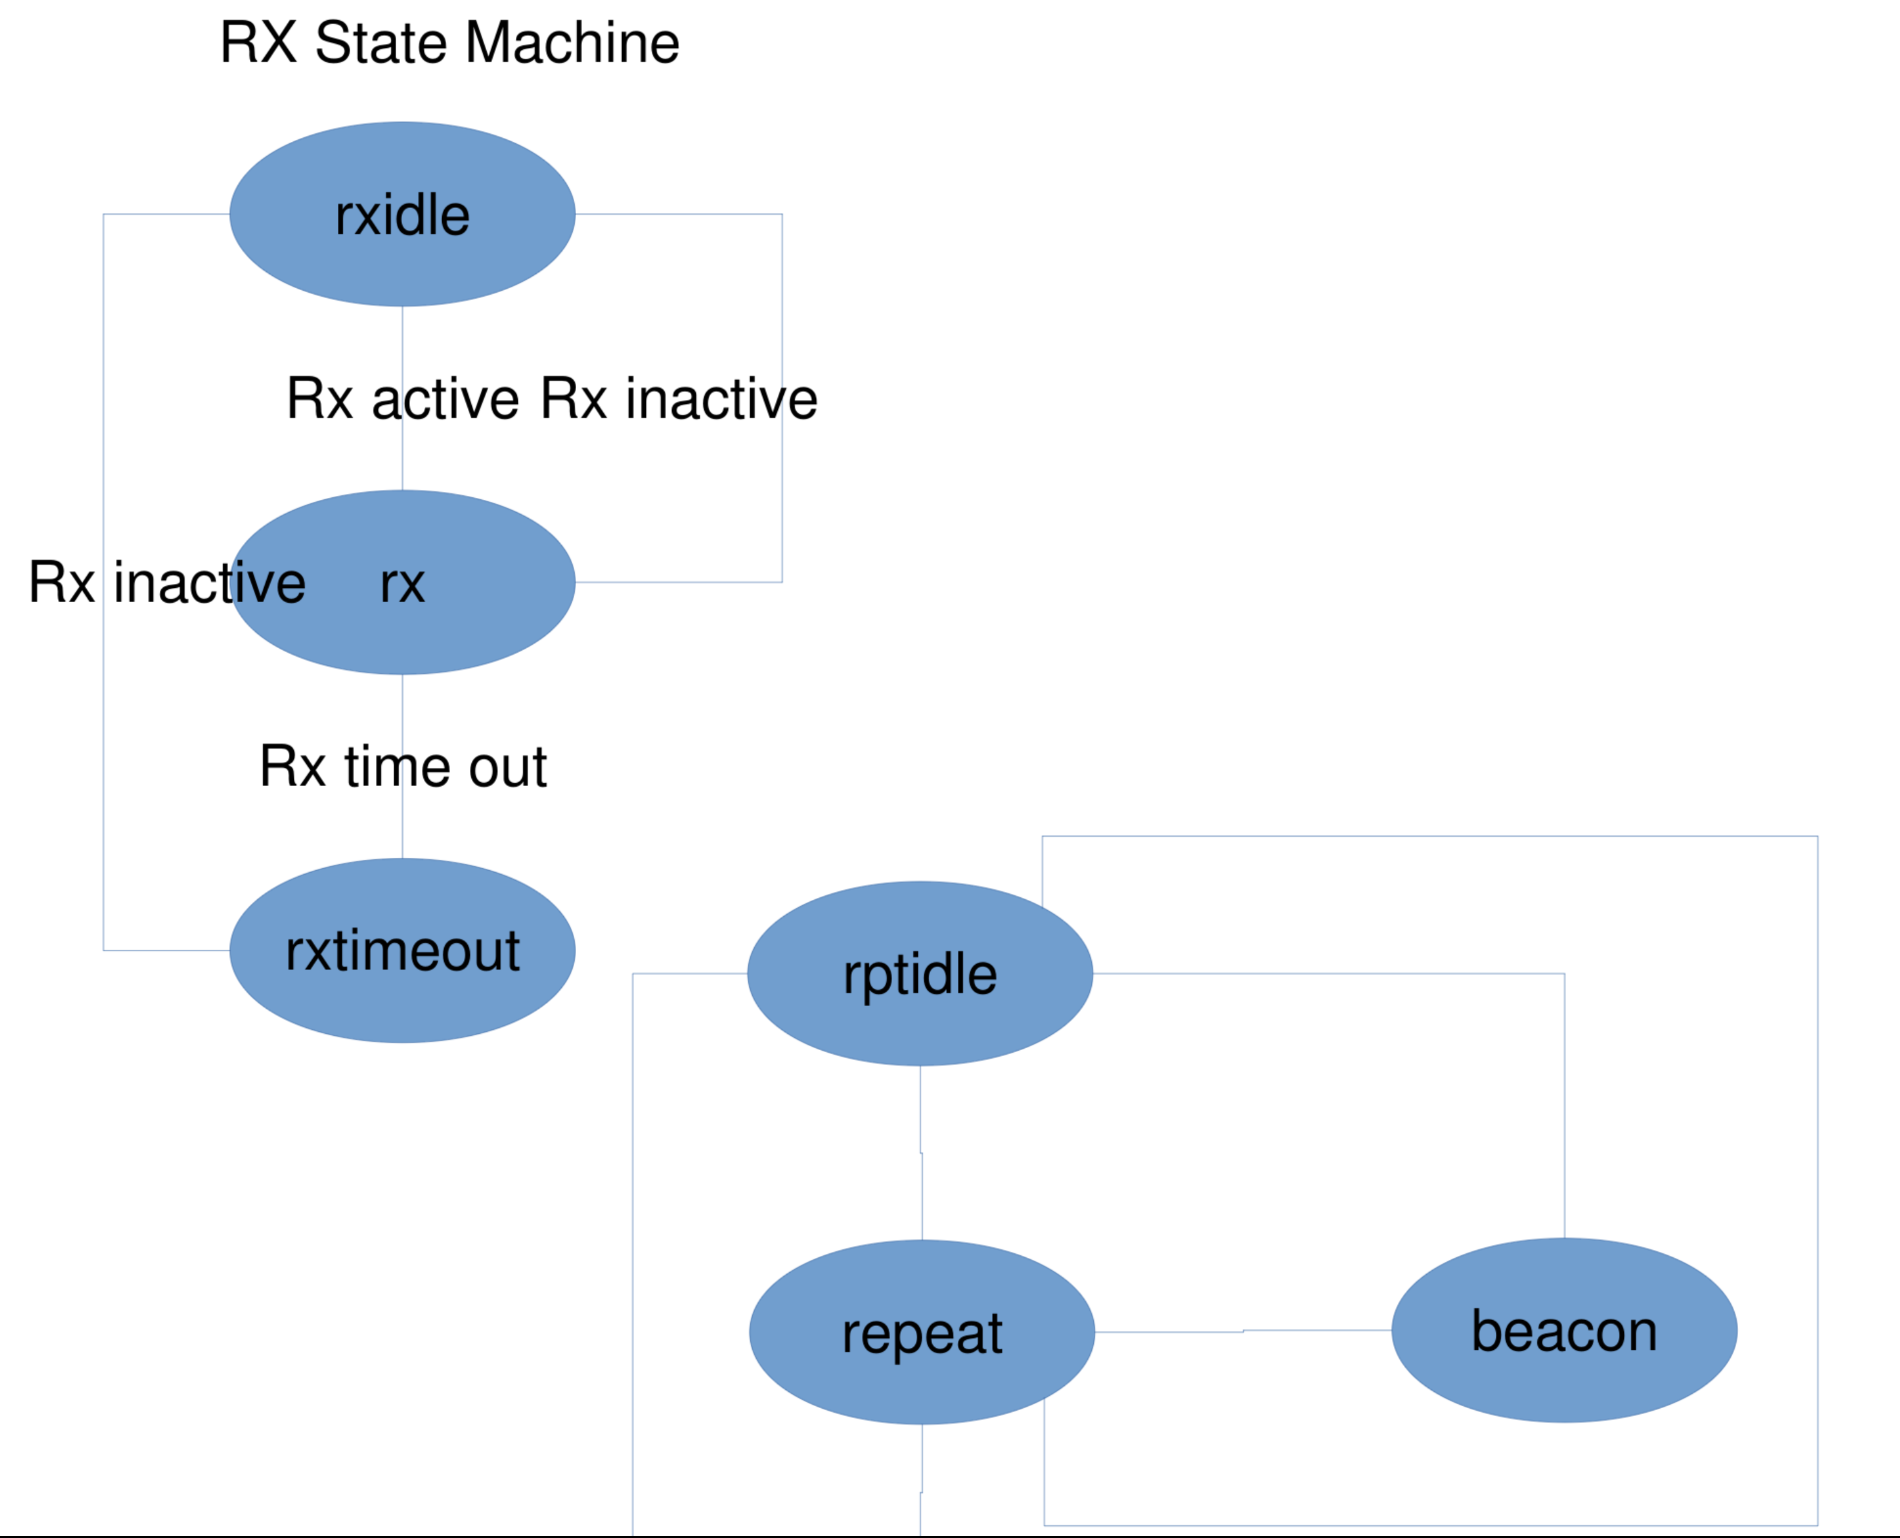 RX State Machine
rxidle
Rx active Rx inactive
Rx inactive rx
Rx time out
rxtimeout
rptidle
repeat
beacon